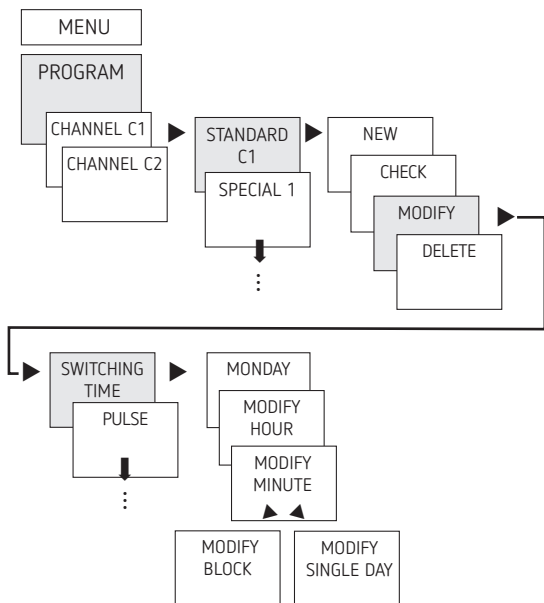 MENU
PROGRAM
CHANNEL C1
CHANNEL C2
STANDARD
C1
SPECIAL 1
NEW
CHECK
MODIFY
DELETE
SWITCHING
TIME
PULSE
MONDAY
MODIFY
HOUR
MODIFY
MINUTE
MODIFY
BLOCK
MODIFY
SINGLE DAY